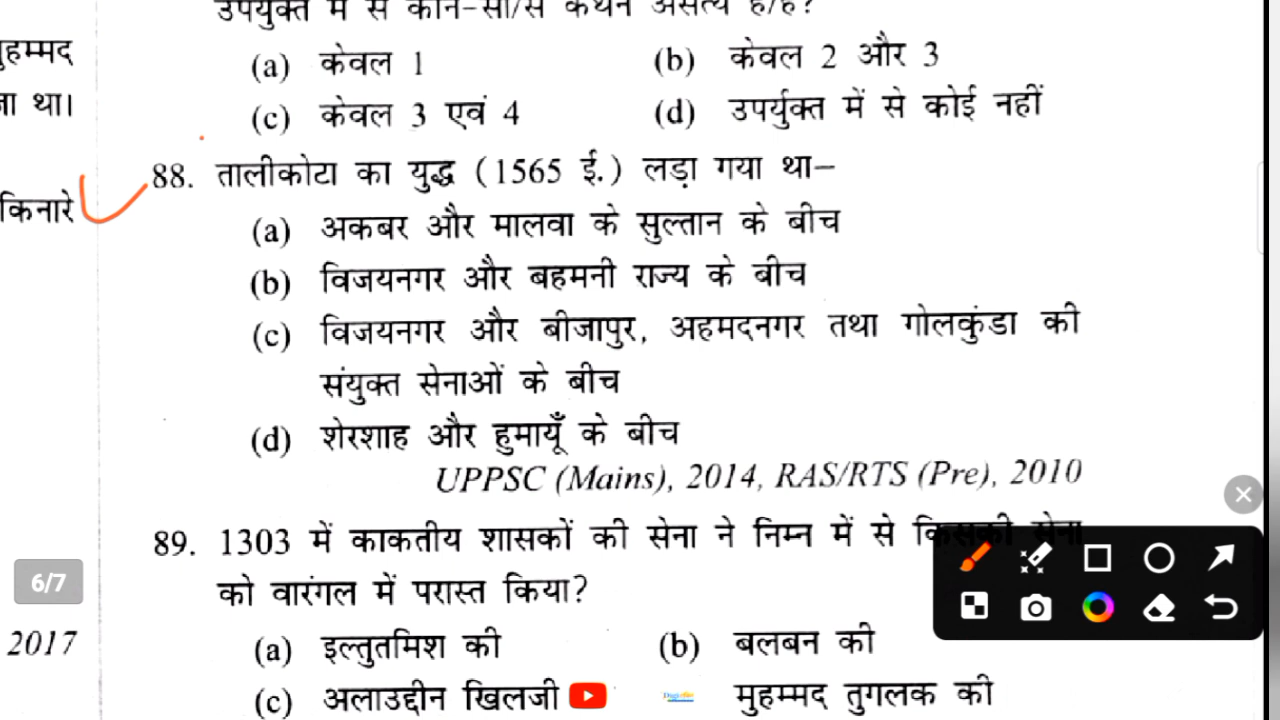 उपर्युक्त में से कौन-सा/से कथन असत्य है/हैं?
मुहम्मद
(a) केवल 1 (b) केवल 2 और 3
था।
(c) केवल 3 एवं 4 (d) उपर्युक्त में से कोई नहीं
88. तालीकोटा का युद्ध (1565 ई.) लड़ा गया था–
किनारे
(a) अकबर और मालवा के सुल्तान के बीच
(b) विजयनगर और बहमनी राज्य के बीच
(c) विजयनगर और बीजापुर, अहमदनगर तथा गोलकुंडा की
संयुक्त सेनाओं के बीच
(d) शेरशाह और हुमायूँ के बीच
UPPSC (Mains), 2014, RAS/RTS (Pre), 2010
89. 1303 में काकतीय शासकों की सेना ने निम्न में से किसकी सेना
6/7
को वारंगल में परास्त किया?
2017
(a) इल्तुतमिश की (b) बलबन की
(c) अलाउद्दीन खिलजी मुहम्मद तुगलक की